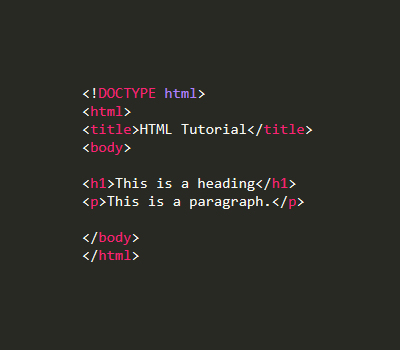 <!DOCTYPE html>
<html>
<title>HTML Tutorial</title>
<body>
<h1>This is a heading</h1>
<p>This is a paragraph.</p>
</body>
</html>